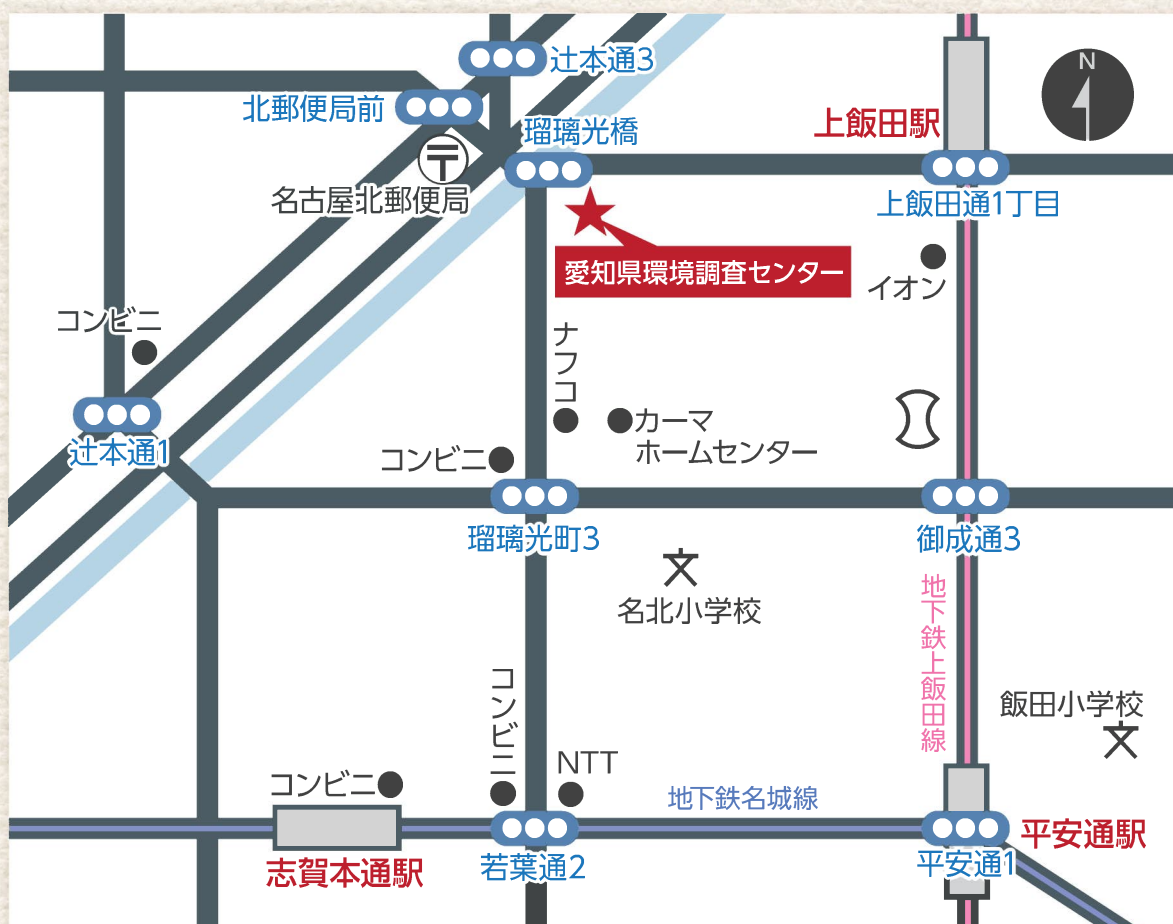 辻本通3
N
北郵便局前
上飯田駅
瑠璃光橋
名古屋北郵便局
上飯田通1丁目
愛知県環境調査センター
イオン
コンビニ
ナフコ
カーマ
ホームセンター
辻本通1
コンビニ
瑠璃光町3
御成通3
名北小学校
地下鉄上飯田線
コンビニ
飯田小学校
NTT
コンビニ
地下鉄名城線
平安通駅
志賀本通駅
若葉通2
平安通1